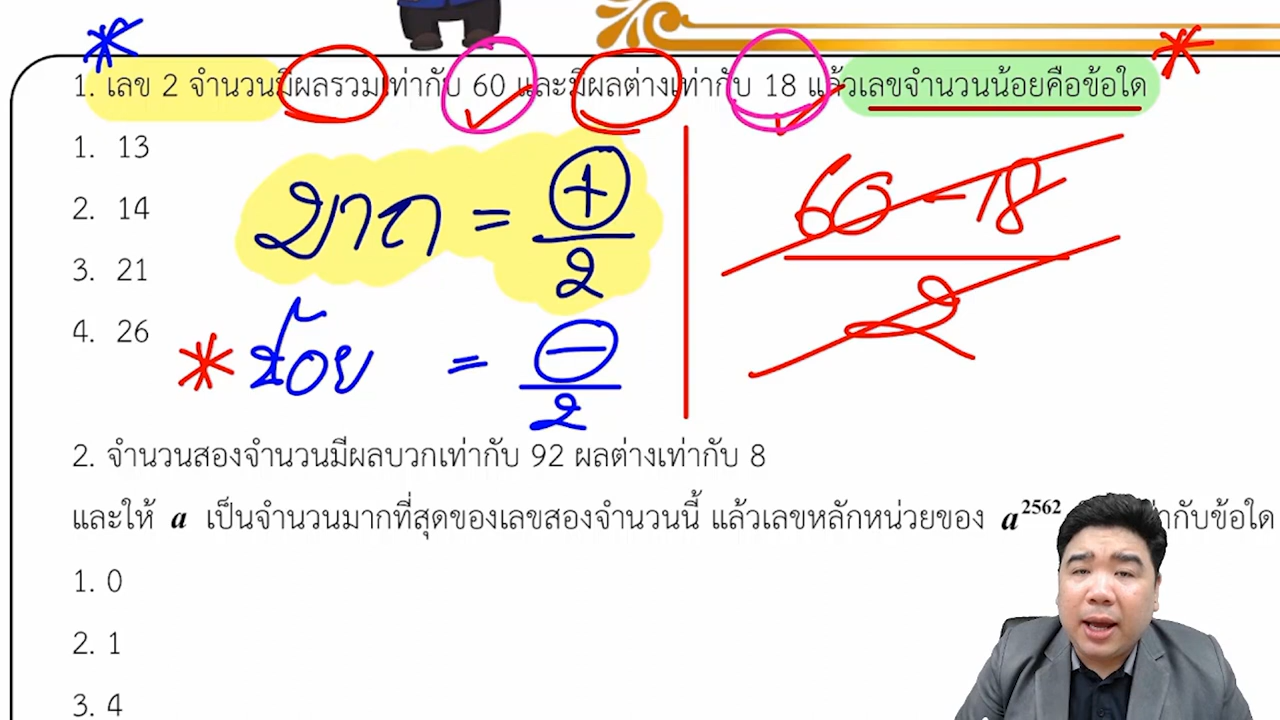 1. เลข 2 จำนวนมีผลรวมเท่ากับ 60 และมีผลต่างเท่ากับ 18 แล้วเลขจำนวนน้อยคือข้อใด
1. 13
2. 14
3. 21
4. 26
มาก = + / 2
60 - 18 / 2
* น้อย = - / 2
2. จำนวนสองจำนวนมีผลบวกเท่ากับ 92 ผลต่างเท่ากับ 8
และให้ a เป็นจำนวนมากที่สุดของเลขสองจำนวนนี้ แล้วเลขหลักหน่วยของ a^2562 กับข้อใด
1. 0
2. 1
3. 4